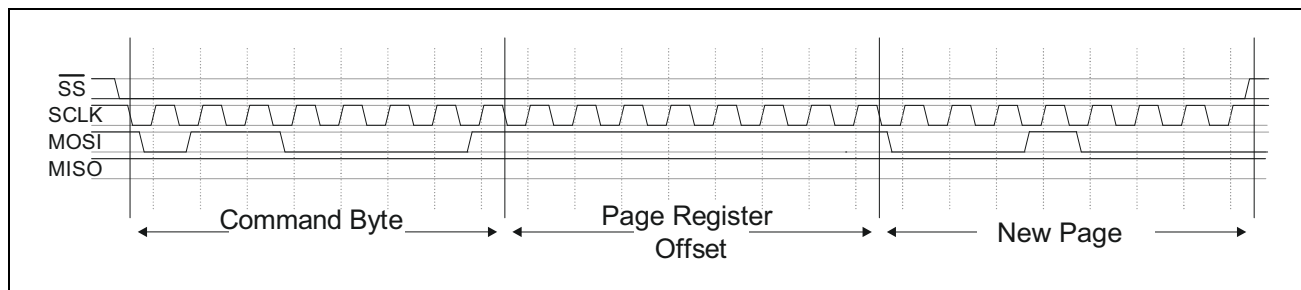 SS
SCLK
MOSI
MISO
Command Byte
Page Register
Offset
New Page